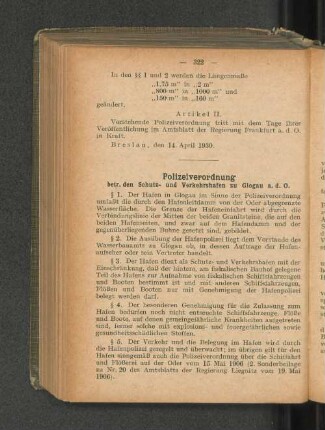 — 322 —
In den §§ 1 und 2 werden die Längenmaße
„1,75 m" in „2 m"
„800 m" in „1000 m" und
„150 m" in „160 m"
geändert.
Artikel II.
Vorstehende Polizeiverordnung tritt mit dem Tage ihrer
Veröffentlichung im Amtsblatt der Regierung Frankfurt a. d. O.
in Kraft.
Breslau, den 14. April 1930.
Polizeiverordnung
betr. den Schutz- und Verkehrshafen zu Glogau a. d. O.
§ 1. Der Hafen in Glogau im Sinne der Polizeiverordnung
umfaßt die durch den Hafenleitdamm von der Oder abgegrenzte
Wasserfläche. Die Grenze der Hafeneinfahrt wird durch die
Verbindungslinie der Mitten der beiden Granitsteine, die auf den
beiden Hafenseiten, und zwar auf dem Hafendamm und der
gegenüberliegenden Buhne gesetzt sind, gebildet.
§ 2. Die Ausübung der Hafenpolizei liegt dem Vorstande des
Wasserbauamts zu Glogau ob, in dessen Auftrage der Hafen-
aufseher oder sein Vertreter handelt.
§ 3. Der Hafen dient als Schutz- und Verkehrshafen mit der
Einschränkung, daß der hintere, am fiskalischen Bauhof gelegene
Teil des Hafens zur Aufnahme von fiskalischen Schiffsfahrzeugen
und Booten bestimmt ist und mit anderen Schiffsfahrzeugen,
Flößen und Booten nur mit Genehmigung der Hafenpolizei
belegt werden darf.
§ 4. Der besonderen Genehmigung für die Zulassung zum
Hafen bedürfen noch nicht entwachte Schiffsfahrzeuge, Flöße
und Boote, auf denen gemeingefährliche Krankheiten ausgetreten
sind, ferner solche mit explosions- und feuergefährlichen sowie
gesundheitsschädlichen Stoffen.
§ 5. Der Verkehr und die Belegung im Hafen wird durch
die Hafenpolizei geregelt und überwacht; im übrigen gilt für den
Hafen sinngemäß auch die Polizeiverordnung über die Schiffahrt
und Flößerei auf der Oder vom 15 Mai 1906 (2. Sonderbeilage
zu Nr. 20 des Amtsblatts der Regierung Liegnitz vom 19. Mai
1906).